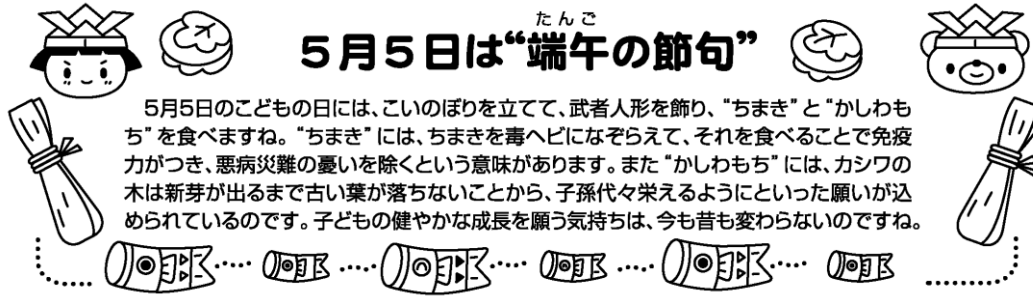 たんご
5月5日は“端午の節句”
5月5日のこどもの日には、こいのぼりを立てて、武者人形を飾り、“ちまき”と“かしわも
ち”を食べますね。“ちまき”には、ちまきを毒ヘビになぞらえて、それを食べることで免疫
力がつき、悪病災難の憂いを除くという意味があります。また“かしわもち”には、カシワの
木は新芽が出るまで古い葉が落ちないことから、子孫代々栄えるようにといった願いが込
められているのです。子どもの健やかな成長を願う気持ちは、今も昔も変わらないのですね。